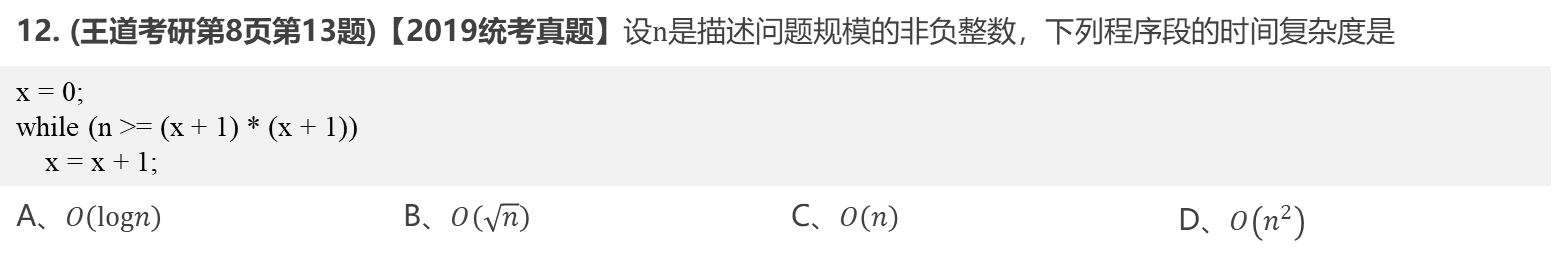 12. (王道考研第8页第13题)【2019统考真题】设n是描述问题规模的非负整数，下列程序段的时间复杂度是
x = 0;
while (n >= (x + 1) * (x + 1))
    x = x + 1;
A、O(logn) B、O(√n) C、O(n) D、O(n²)